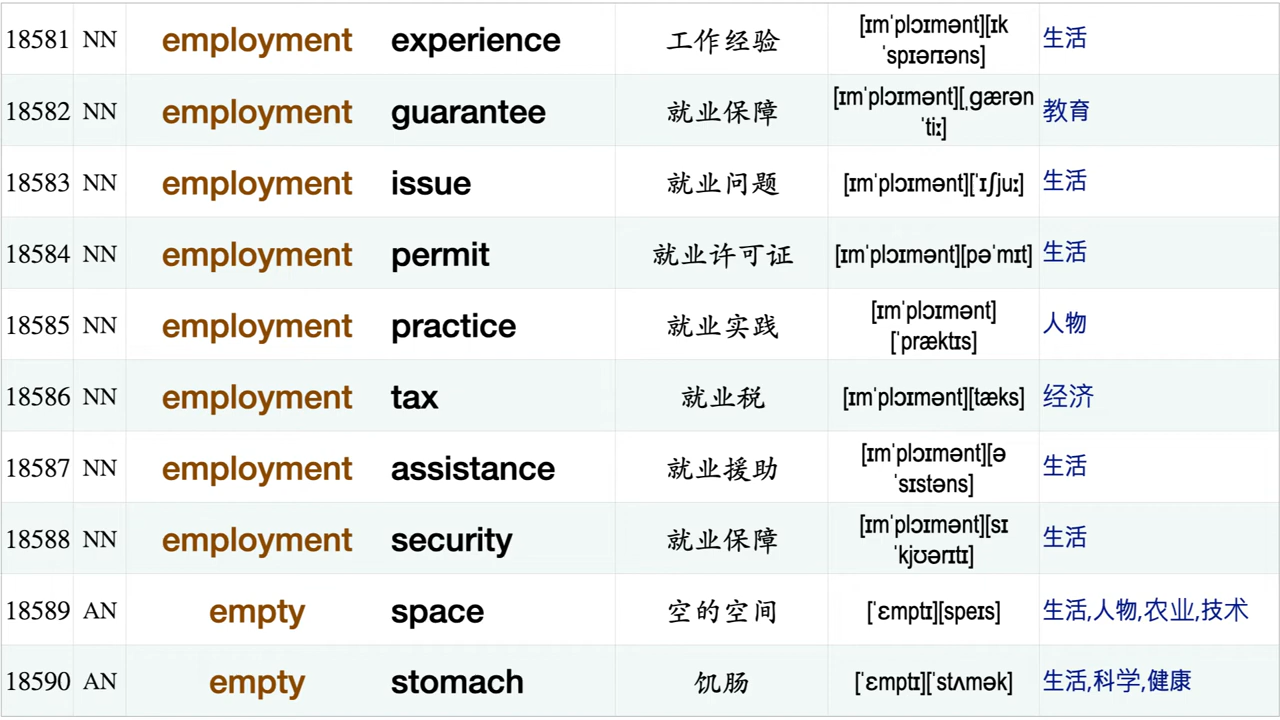 18581 NN employment experience 工作经验 [ɪmˈplɔɪmənt][ɪk
ˈspɪərɪəns] 生活
18582 NN employment guarantee 就业保障 [ɪmˈplɔɪmənt][ˌɡærən
ˈtiː] 教育
18583 NN employment issue 就业问题 [ɪmˈplɔɪmənt][ˈɪʃjuː] 生活
18584 NN employment permit 就业许可证 [ɪmˈplɔɪmənt][pəˈmɪt] 生活
18585 NN employment practice 就业实践 [ɪmˈplɔɪmənt]
[ˈpræktɪs] 人物
18586 NN employment tax 就业税 [ɪmˈplɔɪmənt][tæks] 经济
18587 NN employment assistance 就业援助 [ɪmˈplɔɪmənt][ə
ˈsɪstəns] 生活
18588 NN employment security 就业保障 [ɪmˈplɔɪmənt][sɪ
ˈkjʊərɪtɪ] 生活
18589 AN empty space 空的空间 [ˈɛmptɪ][speɪs] 生活,人物,农业,技术
18590 AN empty stomach 饥肠 [ˈɛmptɪ][ˈstʌmək] 生活,科学,健康